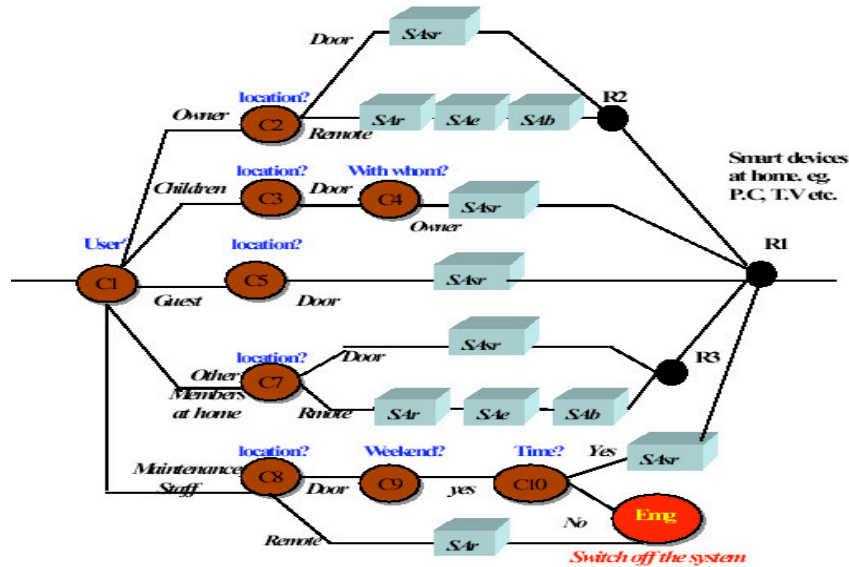 Door
SAsr
location?
Owner
C2
Remote
SAr
SAe
SAb
R2
Smart devices
at home. eg.
P.C, T.V etc.
location?
With whom?
Children
C3
Door
C4
SAsr
Owner
User?
location?
R1
C1
Guest
C5
Door
SAsr
location?
Door
SAsr
R3
Other
Members
at home
C7
Rmote
SAr
SAe
SAb
location?
Weekend?
Time?
Yes
SAsr
Maintenance
Staff
C8
Door
C9
yes
C10
No
Emg
Remote
SAr
Switch off the system